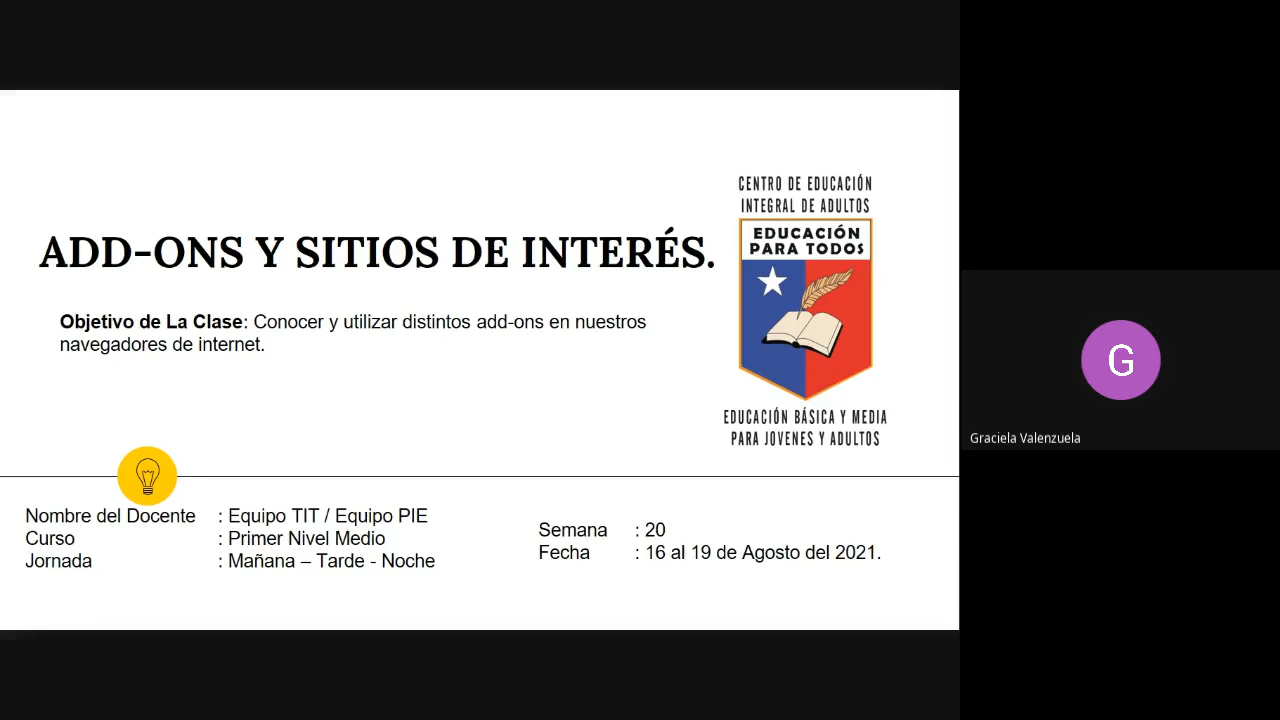 CENTRO DE EDUCACIÓN
INTEGRAL DE ADULTOS
EDUCACIÓN
PARA TODOS
ADD-ONS Y SITIOS DE INTERÉS.
Objetivo de La Clase: Conocer y utilizar distintos add-ons en nuestros
navegadores de internet.
EDUCACIÓN BÁSICA Y MEDIA
PARA JOVENES Y ADULTOS
Nombre del Docente : Equipo TIT / Equipo PIE
Curso : Primer Nivel Medio
Jornada : Mañana – Tarde - Noche
Semana : 20
Fecha : 16 al 19 de Agosto del 2021.
G
Graciela Valenzuela